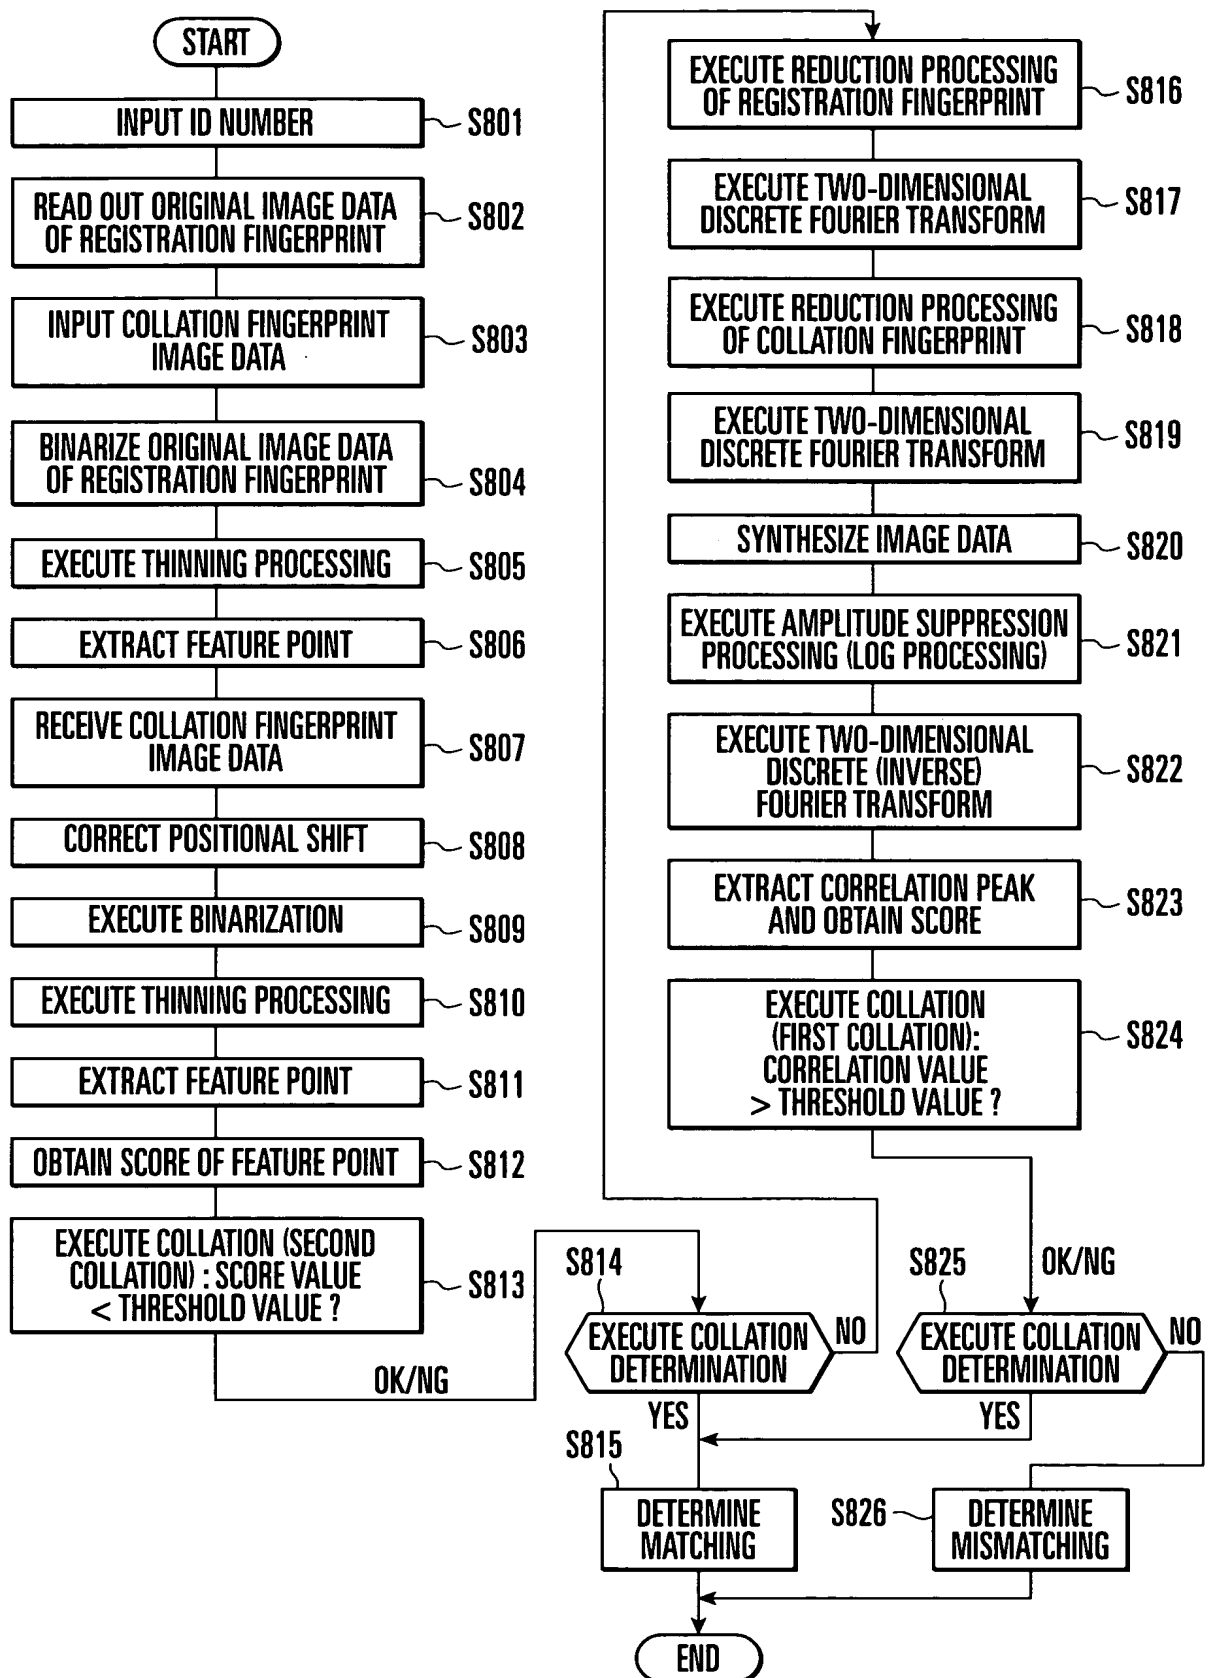 START
INPUT ID NUMBER
S801
READ OUT ORIGINAL IMAGE DATA
OF REGISTRATION FINGERPRINT
S802
INPUT COLLATION FINGERPRINT
IMAGE DATA
S803
BINARIZE ORIGINAL IMAGE DATA
OF REGISTRATION FINGERPRINT
S804
EXECUTE THINNING PROCESSING
S805
EXTRACT FEATURE POINT
S806
RECEIVE COLLATION FINGERPRINT
IMAGE DATA
S807
CORRECT POSITIONAL SHIFT
S808
EXECUTE BINARIZATION
S809
EXECUTE THINNING PROCESSING
S810
EXTRACT FEATURE POINT
S811
OBTAIN SCORE OF FEATURE POINT
S812
EXECUTE COLLATION (SECOND
COLLATION) : SCORE VALUE
< THRESHOLD VALUE ?
S813
OK/NG
S814
EXECUTE COLLATION
DETERMINATION
NO
YES
S815
DETERMINE
MATCHING
EXECUTE REDUCTION PROCESSING
OF REGISTRATION FINGERPRINT
S816
EXECUTE TWO-DIMENSIONAL
DISCRETE FOURIER TRANSFORM
S817
EXECUTE REDUCTION PROCESSING
OF COLLATION FINGERPRINT
S818
EXECUTE TWO-DIMENSIONAL
DISCRETE FOURIER TRANSFORM
S819
SYNTHESIZE IMAGE DATA
S820
EXECUTE AMPLITUDE SUPPRESSION
PROCESSING (LOG PROCESSING)
S821
EXECUTE TWO-DIMENSIONAL
DISCRETE (INVERSE)
FOURIER TRANSFORM
S822
EXTRACT CORRELATION PEAK
AND OBTAIN SCORE
S823
EXECUTE COLLATION
(FIRST COLLATION):
CORRELATION VALUE
> THRESHOLD VALUE ?
S824
OK/NG
S825
EXECUTE COLLATION
DETERMINATION
NO
YES
S826
DETERMINE
MISMATCHING
END